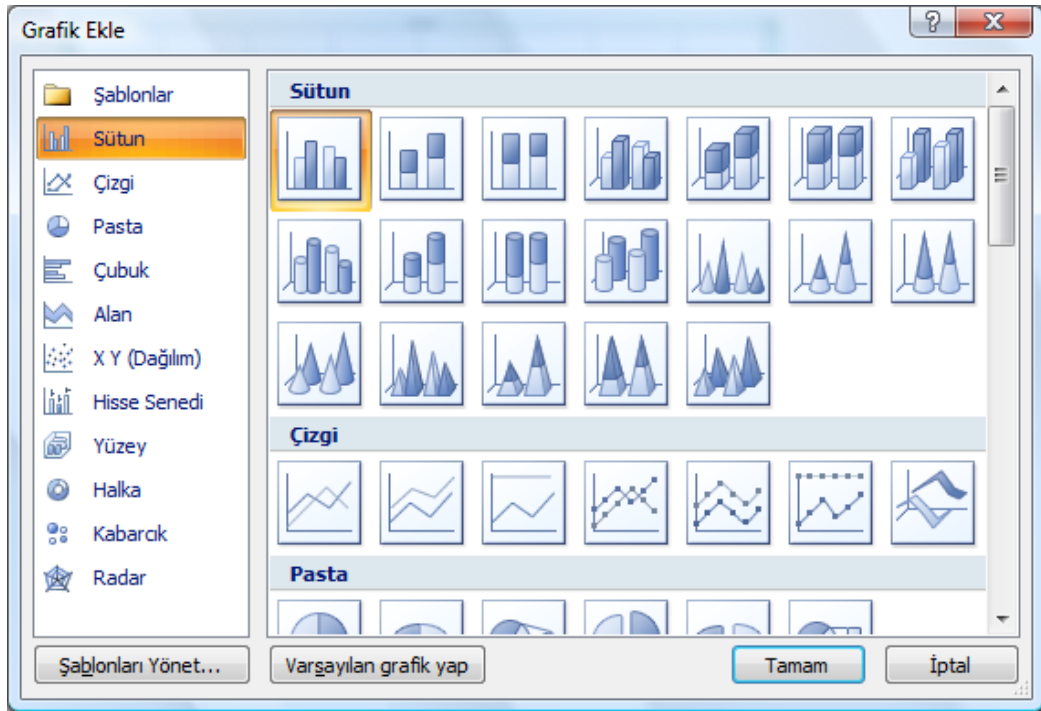 Grafik Ekle
Şablonlar
Sütun
Çizgi
Pasta
Çubuk
Alan
X Y (Dağılım)
Hisse Senedi
Yüzey
Halka
Kabarcık
Radar
Sütun
Çizgi
Pasta
Şablonları Yönet...
Varsayılan grafik yap
Tamam
İptal